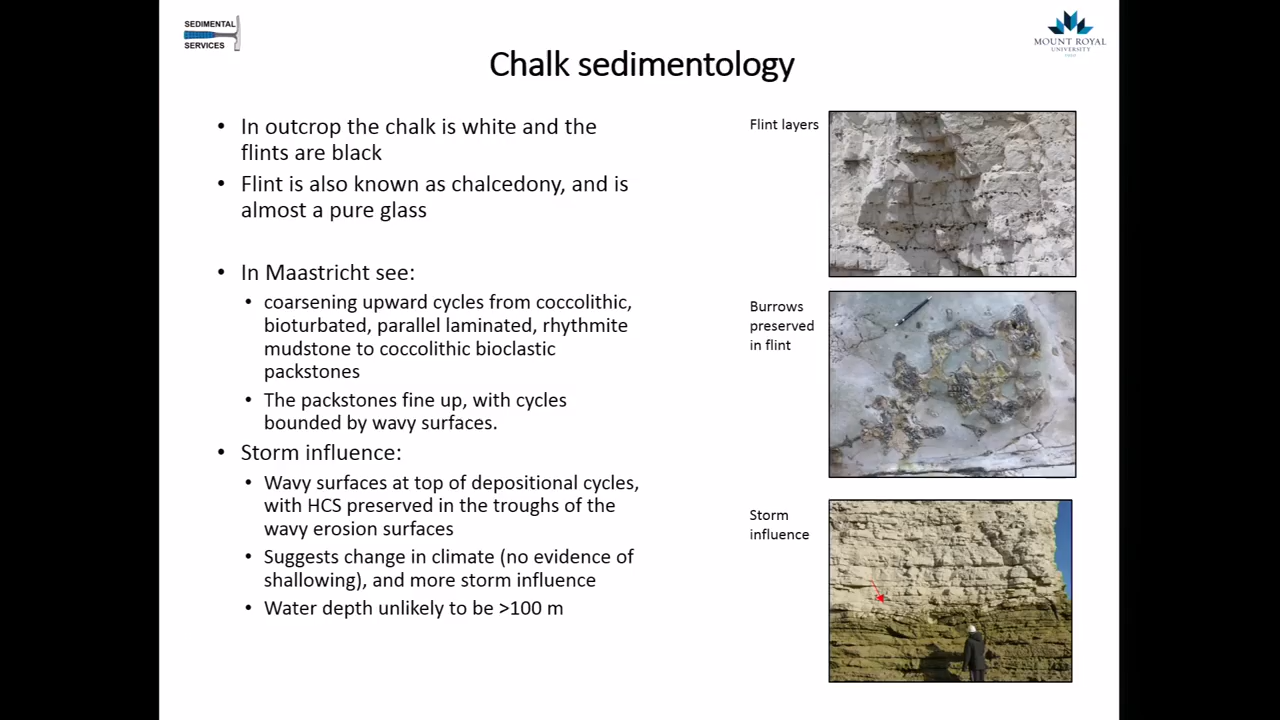 SEDIMENTAL
SERVICES
MOUNT ROYAL
UNIVERSITY
1910
Chalk sedimentology
• In outcrop the chalk is white and the
flints are black
• Flint is also known as chalcedony, and is
almost a pure glass
• In Maastricht see:
• coarsening upward cycles from coccolithic,
bioturbated, parallel laminated, rhythmite
mudstone to coccolithic bioclastic
packstones
• The packstones fine up, with cycles
bounded by wavy surfaces.
• Storm influence:
• Wavy surfaces at top of depositional cycles,
with HCS preserved in the troughs of the
wavy erosion surfaces
• Suggests change in climate (no evidence of
shallowing), and more storm influence
• Water depth unlikely to be >100 m
Flint layers
Burrows
preserved
in flint
Storm
influence